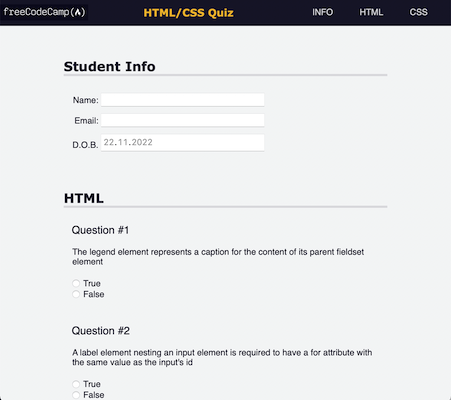 freeCodeCamp HTML/CSS Quiz INFO HTML CSS
Student Info
Name:
Email:
D.O.B. 22.11.2022
HTML
Question #1
The legend element represents a caption for the content of its parent fieldset
element
True
False
Question #2
A label element nesting an input element is required to have a for attribute with
the same value as the input's id
True
False